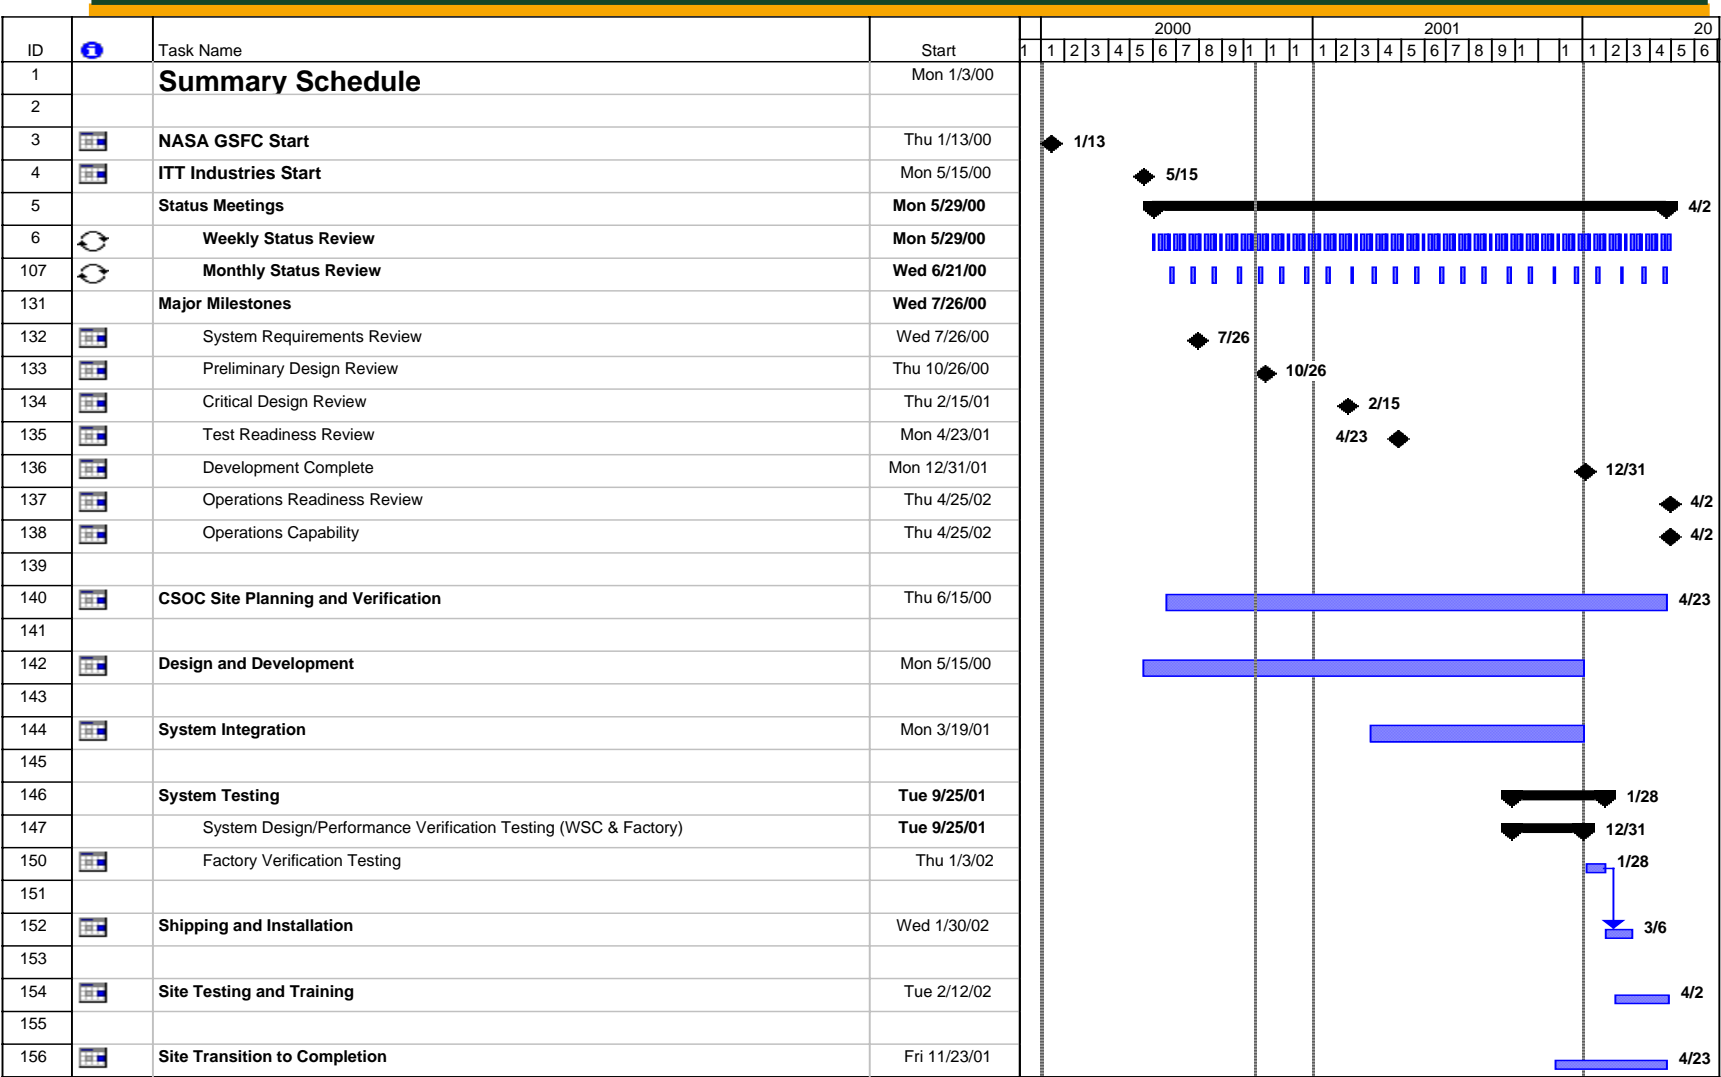 2000 2001 20
ID i Task Name Start 1 1 2 3 4 5 6 7 8 9 1 1 1 1 2 3 4 5 6 7 8 9 1 1 1 2 3 4 5 6
1 Summary Schedule Mon 1/3/00
2
3 NASA GSFC Start Thu 1/13/00 1/13
4 ITT Industries Start Mon 5/15/00 5/15
5 Status Meetings Mon 5/29/00 4/2
6 Weekly Status Review Mon 5/29/00
107 Monthly Status Review Wed 6/21/00
131 Major Milestones Wed 7/26/00
132 System Requirements Review Wed 7/26/00 7/26
133 Preliminary Design Review Thu 10/26/00 10/26
134 Critical Design Review Thu 2/15/01 2/15
135 Test Readiness Review Mon 4/23/01 4/23
136 Development Complete Mon 12/31/01 12/31
137 Operations Readiness Review Thu 4/25/02 4/2
138 Operations Capability Thu 4/25/02 4/2
139
140 CSOC Site Planning and Verification Thu 6/15/00 4/23
141
142 Design and Development Mon 5/15/00
143
144 System Integration Mon 3/19/01
145
146 System Testing Tue 9/25/01 1/28
147 System Design/Performance Verification Testing (WSC & Factory) Tue 9/25/01 12/31
150 Factory Verification Testing Thu 1/3/02 1/28
151
152 Shipping and Installation Wed 1/30/02 3/6
153
154 Site Testing and Training Tue 2/12/02 4/2
155
156 Site Transition to Completion Fri 11/23/01 4/23